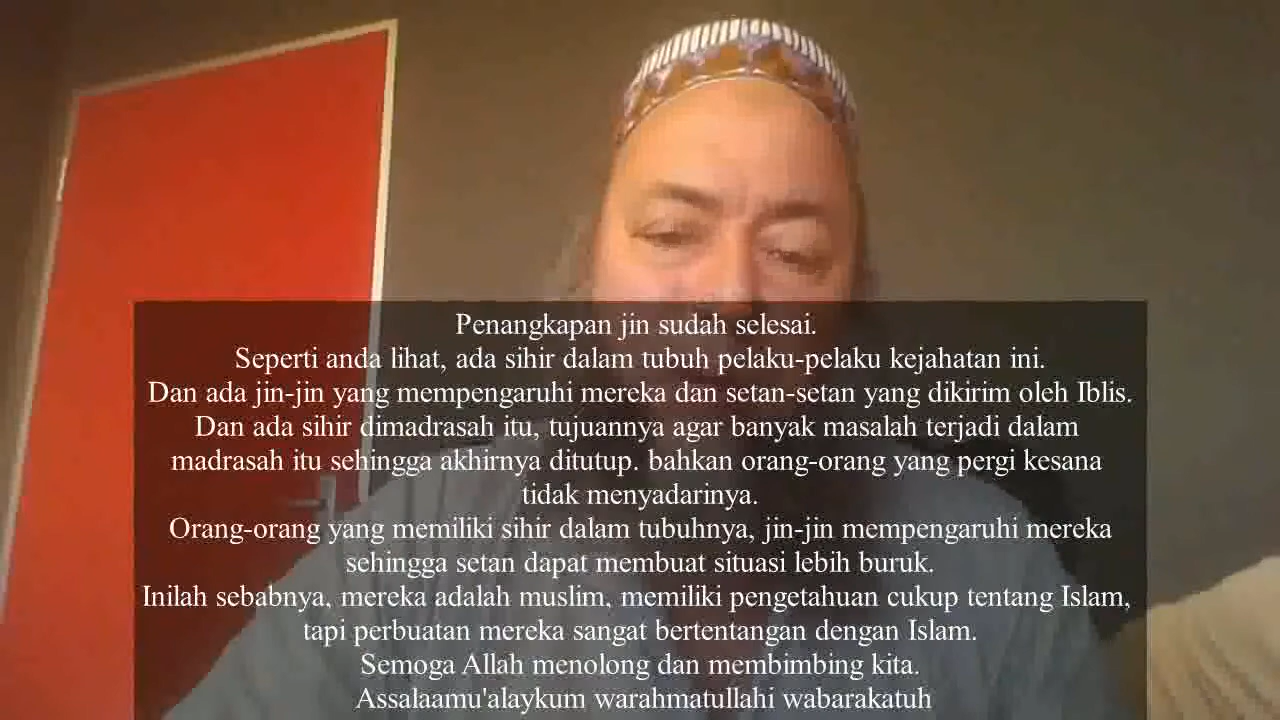 Penangkapan jin sudah selesai.
Seperti anda lihat, ada sihir dalam tubuh pelaku-pelaku kejahatan ini.
Dan ada jin-jin yang mempengaruhi mereka dan setan-setan yang dikirim oleh Iblis.
Dan ada sihir dimadrasah itu, tujuannya agar banyak masalah terjadi dalam
madrasah itu sehingga akhirnya ditutup. bahkan orang-orang yang pergi kesana
tidak menyadarinya.
Orang-orang yang memiliki sihir dalam tubuhnya, jin-jin mempengaruhi mereka
sehingga setan dapat membuat situasi lebih buruk.
Inilah sebabnya, mereka adalah muslim, memiliki pengetahuan cukup tentang Islam,
tapi perbuatan mereka sangat bertentangan dengan Islam.
Semoga Allah menolong dan membimbing kita.
Assalaamu'alaykum warahmatullahi wabarakatuh